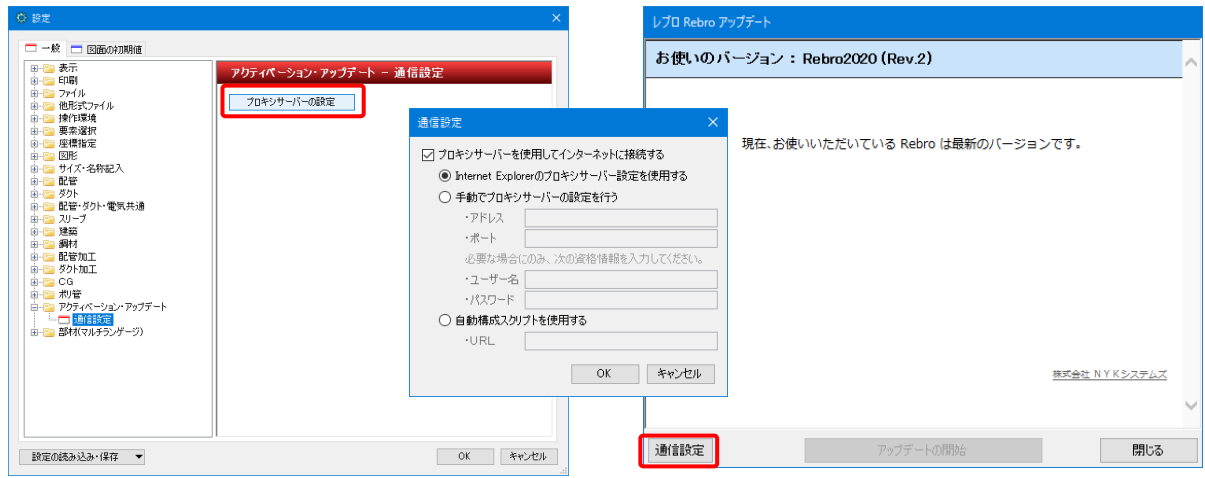 設定
一般
図面の初期値
表示
印刷
ファイル
他形式ファイル
操作環境
要素選択
座標指定
図形
サイズ・名称記入
配管
ダクト
配管・ダクト・電気共通
スリーブ
建築
鋼材
配管加工
ダクト加工
CG
ポリ管
アクティベーション・アップデート
通信設定
部材(マルチランゲージ)
アクティベーション・アップデート - 通信設定
プロキシサーバーの設定
設定の読み込み・保存
OK
キャンセル
通信設定
プロキシサーバーを使用してインターネットに接続する
Internet Explorerのプロキシサーバー設定を使用する
手動でプロキシサーバーの設定を行う
・アドレス
・ポート
必要な場合にのみ、次の資格情報を入力してください。
・ユーザー名
・パスワード
自動構成スクリプトを使用する
・URL
OK
キャンセル
レブロ Rebro アップデート
お使いのバージョン：Rebro2020 (Rev.2)
現在、お使いいただいている Rebro は最新のバージョンです。
株式会社 ＮＹＫシステムズ
通信設定
アップデートの開始
閉じる